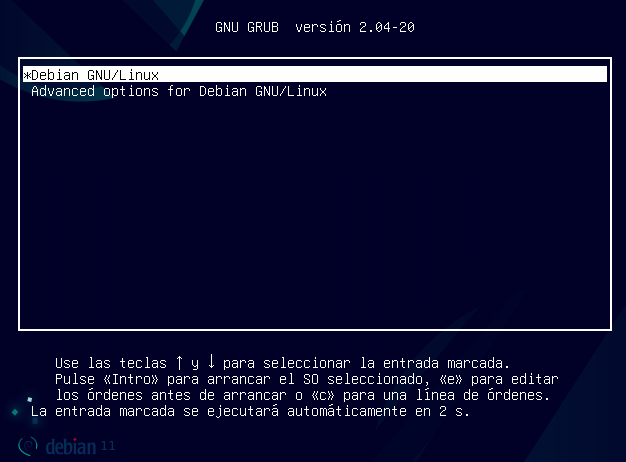 GNU GRUB versión 2.04-20
*Debian GNU/Linux
Advanced options for Debian GNU/Linux
Use las teclas ↑ y ↓ para seleccionar la entrada marcada.
Pulse «Intro» para arrancar el SO seleccionado, «e» para editar
los órdenes antes de arrancar o «c» para una línea de órdenes.
La entrada marcada se ejecutará automáticamente en 2 s.
debian 11